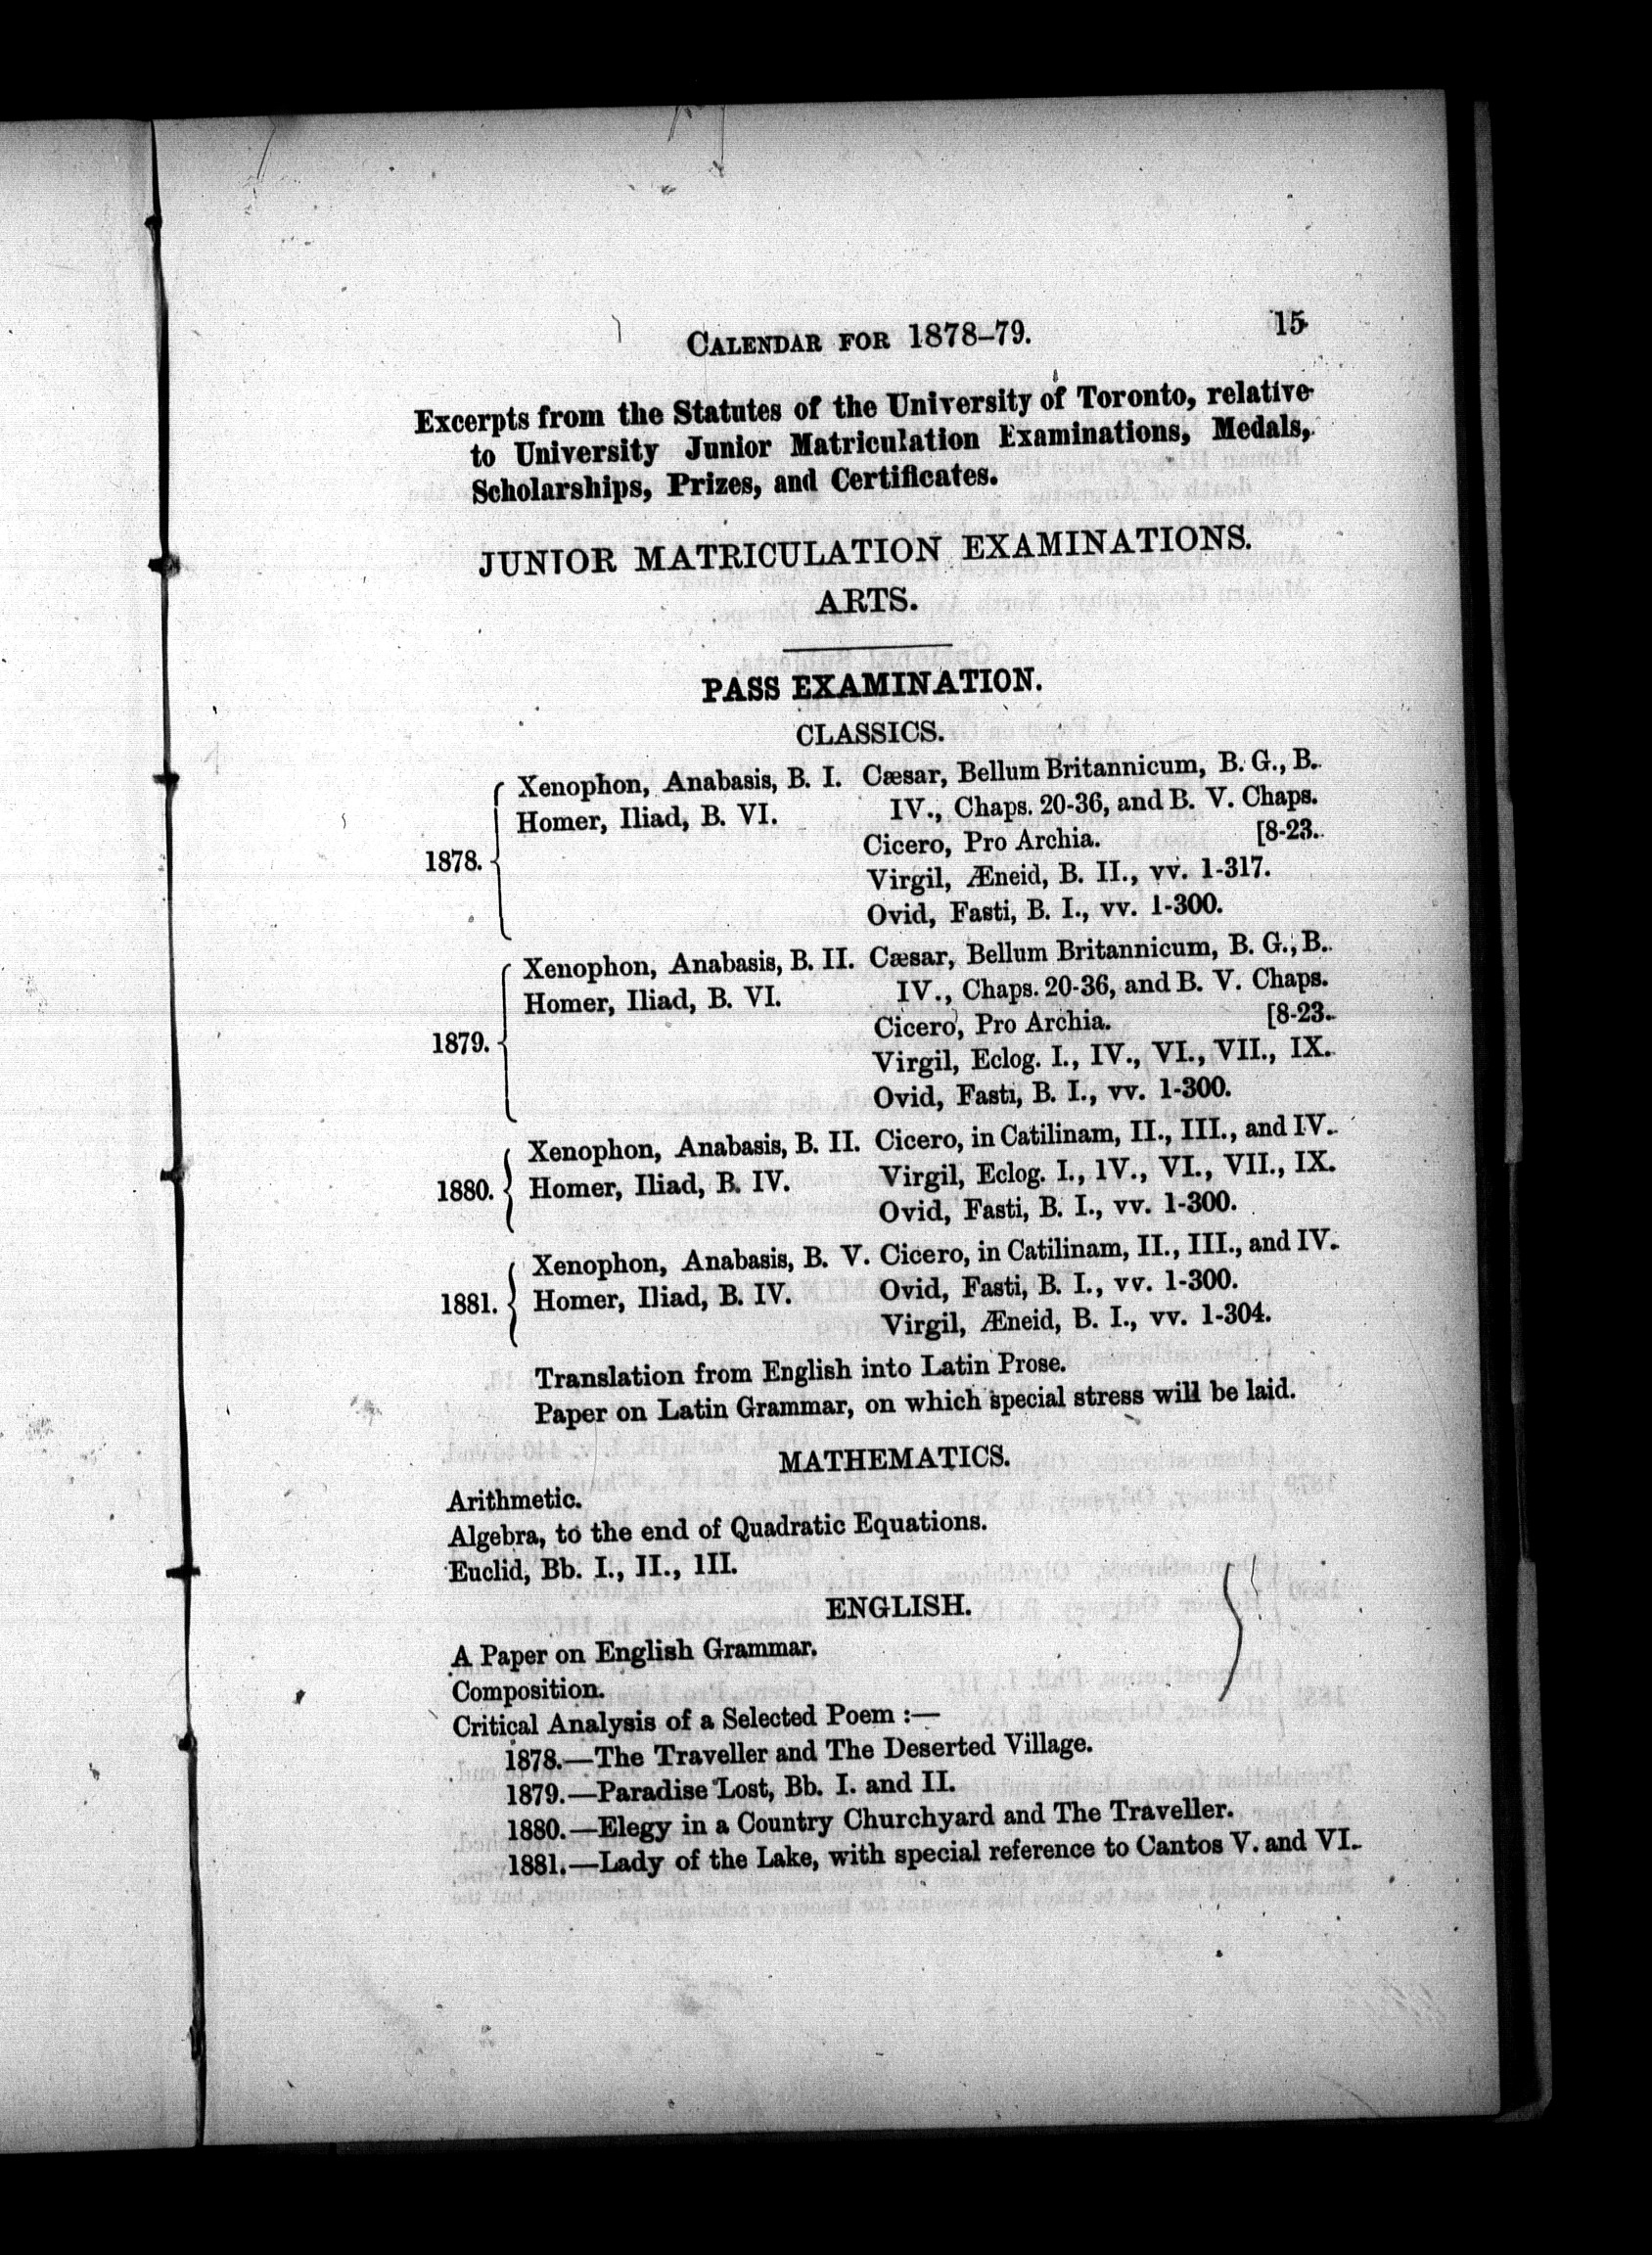 CALENDAR FOR 1878-79. 15
Excerpts from the Statutes of the University of Toronto, relative
to University Junior Matriculation Examinations, Medals,
Scholarships, Prizes, and Certificates.
JUNIOR MATRICULATION EXAMINATIONS.
ARTS.
PASS EXAMINATION.
CLASSICS.
1878.
Xenophon, Anabasis, B. I.
Homer, Iliad, B. VI.
Cæsar, Bellum Britannicum, B. G., B.
IV., Chaps. 20-36, and B. V. Chaps.
Cicero, Pro Archia. [8-23.
Virgil, Æneid, B. II., vv. 1-317.
Ovid, Fasti, B. I., vv. 1-300.
1879.
Xenophon, Anabasis, B. II.
Homer, Iliad, B. VI.
Cæsar, Bellum Britannicum, B. G., B.
IV., Chaps. 20-36, and B. V. Chaps.
Cicero, Pro Archia. [8-23.
Virgil, Eclog. I., IV., VI., VII., IX.
Ovid, Fasti, B. I., vv. 1-300.
1880.
Xenophon, Anabasis, B. II.
Homer, Iliad, B. IV.
Cicero, in Catilinam, II., III., and IV.
Virgil, Eclog. I., IV., VI., VII., IX.
Ovid, Fasti, B. I., vv. 1-300.
1881.
Xenophon, Anabasis, B. V.
Homer, Iliad, B. IV.
Cicero, in Catilinam, II., III., and IV.
Ovid, Fasti, B. I., vv. 1-300.
Virgil, Æneid, B. I., vv. 1-304.
Translation from English into Latin Prose.
Paper on Latin Grammar, on which special stress will be laid.
MATHEMATICS.
Arithmetic.
Algebra, to the end of Quadratic Equations.
Euclid, Bb. I., II., III.
ENGLISH.
A Paper on English Grammar.
Composition.
Critical Analysis of a Selected Poem :—
1878.—The Traveller and The Deserted Village.
1879.—Paradise Lost, Bb. I. and II.
1880.—Elegy in a Country Churchyard and The Traveller.
1881.—Lady of the Lake, with special reference to Cantos V. and VI.